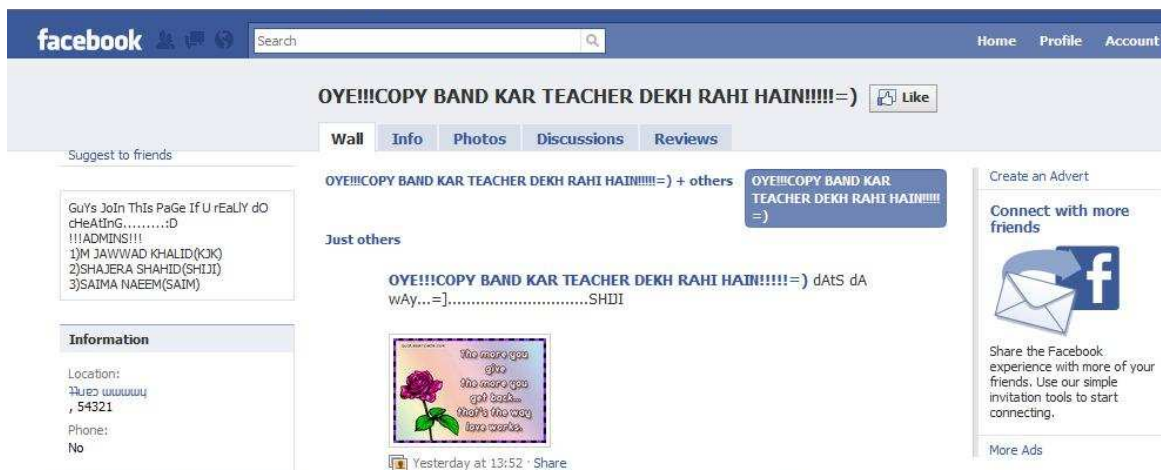 facebook
Search
Home Profile Account
OYE!!!COPY BAND KAR TEACHER DEKH RAHI HAIN!!!!!=)
Like
Wall Info Photos Discussions Reviews
Suggest to friends
GuYs JoIn ThIs PaGe If U rEaLlY dO
cHeAtInG.........:D
!!!ADMINS!!!
1)M JAWWAD KHALID(KJK)
2)SHAJERA SHAHID(SHIJI)
3)SAIMA NAEEM(SAIM)
Information
Location:
, 54321
Phone:
No
OYE!!!COPY BAND KAR TEACHER DEKH RAHI HAIN!!!!!=) + others
OYE!!!COPY BAND KAR
TEACHER DEKH RAHI HAIN!!!!!
=)
Just others
OYE!!!COPY BAND KAR TEACHER DEKH RAHI HAIN!!!!!=) dAtS dA
wAy...=].............................SHIJI
The more you
give
the more you
get back...
that's the way
love works.
Yesterday at 13:52 · Share
Create an Advert
Connect with more
friends
Share the Facebook
experience with more of your
friends. Use our simple
invitation tools to start
connecting.
More Ads